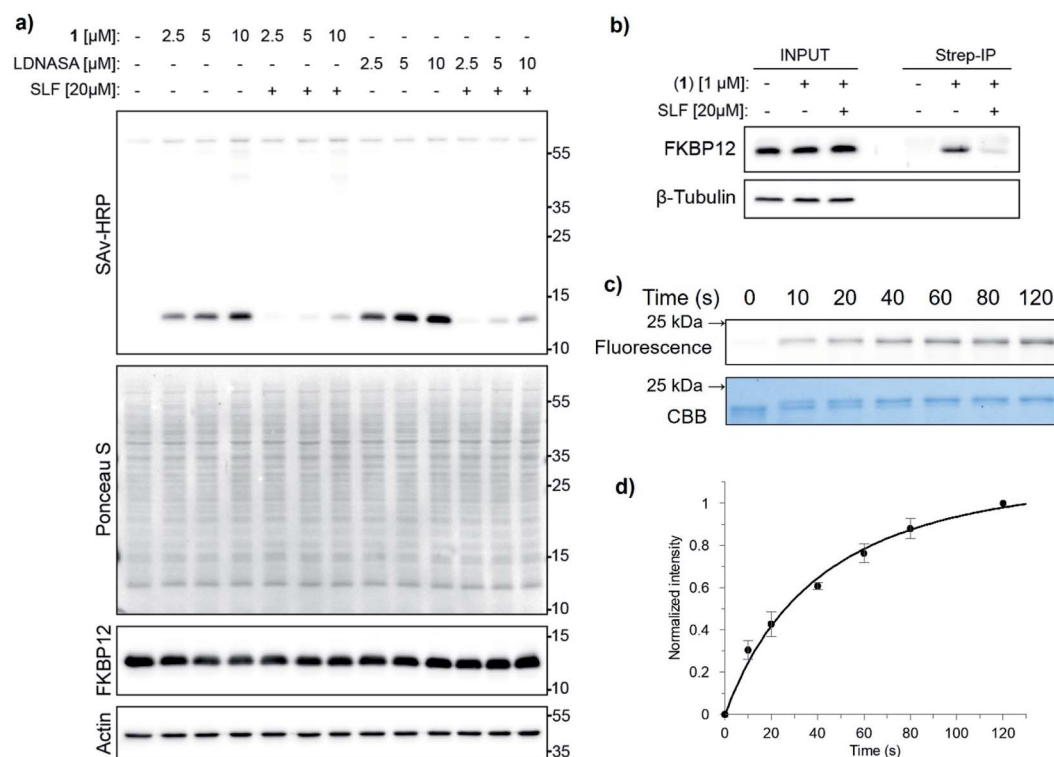 a)
1 [µM]: - 2.5 5 10 2.5 5 10 - - - - - -
LDNASA [µM]: - - - - - - - 2.5 5 10 2.5 5 10
SLF [20µM]: - - - - + + + - - - + + +
SAv-HRP
55
35
25
15
10
Ponceau S
55
35
25
15
10
FKBP12
15
10
Actin
55
35
b)
INPUT Strep-IP
(1) [1 µM]: - + + - + +
SLF [20µM]: - - + - - +
FKBP12
β-Tubulin
c)
Time (s) 0 10 20 40 60 80 120
25 kDa→
Fluorescence
25 kDa→
CBB
d)
Normalized intensity
1
0.8
0.6
0.4
0.2
0
0 20 40 60 80 100 120
Time (s)